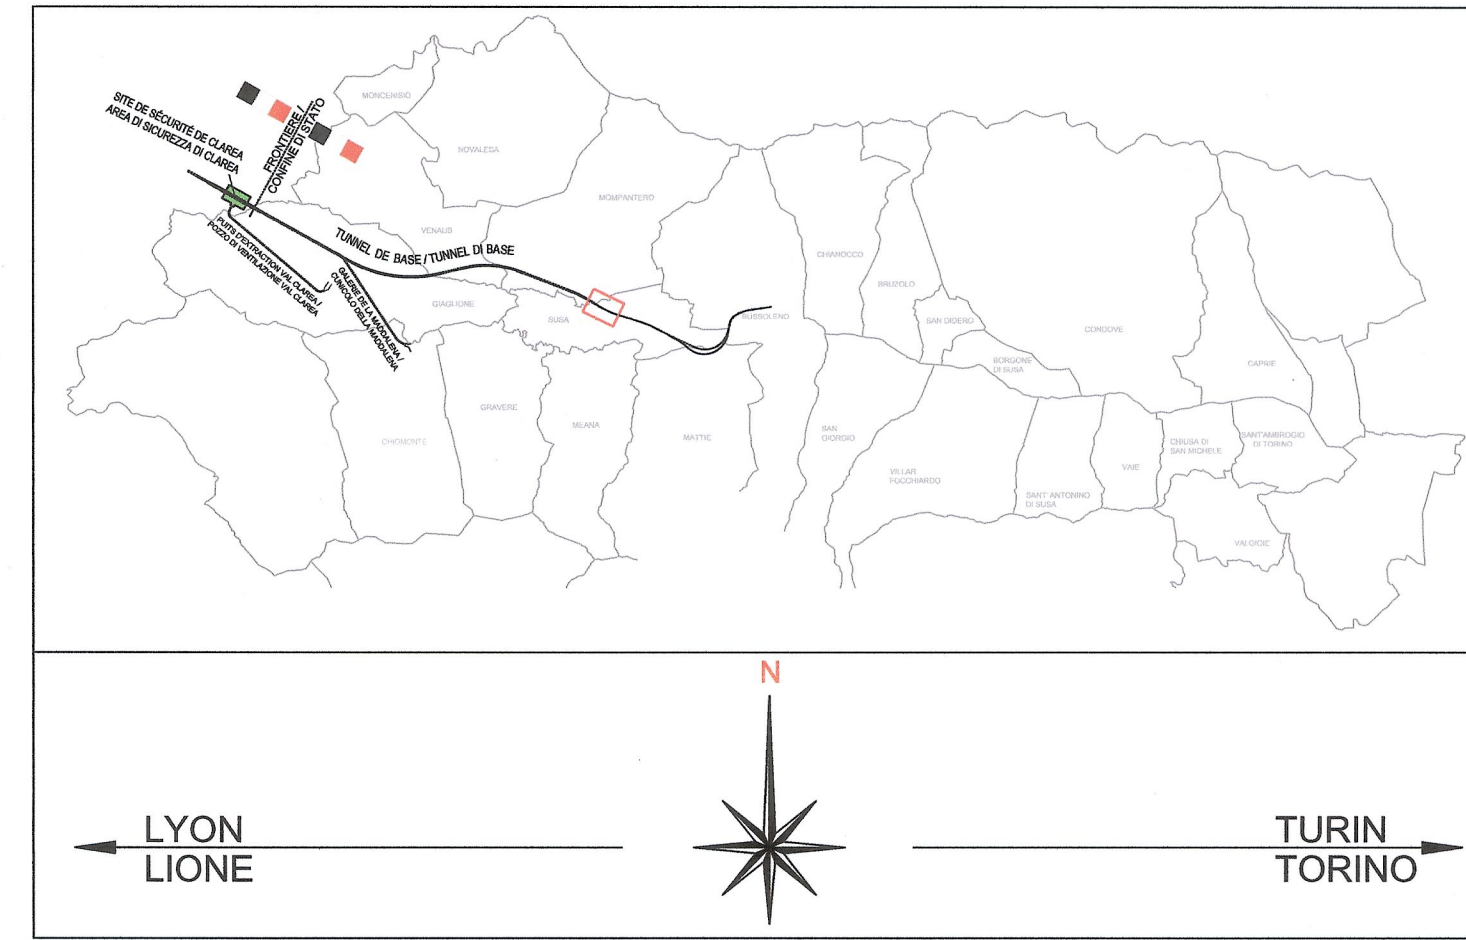 MONCENISIO
SITE DE SÉCURITÉ DE CLAREA
AREA DI SICUREZZA DI CLAREA
FRONTIERE /
CONFINE DI STATO
NOVALESA
MOMPANTERO
VENAUS
TUNNEL DE BASE/TUNNEL DI BASE
PUITS D'EXTRACTION VAL CLAREA /
POZZO DI VENTILAZIONE VAL CLAREA
GALERIE DE LA MADDALENA /
CUNICOLO DELLA MADDALENA
CHIANOCCO
BRUZOLO
GIAGLIONE
SUSA
BUSSOLENO
SAN DIDERO
CONDOVE
BORGONE
DI SUSA
CAPRIE
GRAVERE
CHIOMONTE
MEANA
MATTIE
SAN
GIORGIO
VILLAR
FOCCHIARDO
SANT' ANTONINO
DI SUSA
VAIE
CHIUSA DI
SAN MICHELE
SANT'AMBROGIO
DI TORINO
VALGIOIE
N
LYON
LIONE
TURIN
TORINO